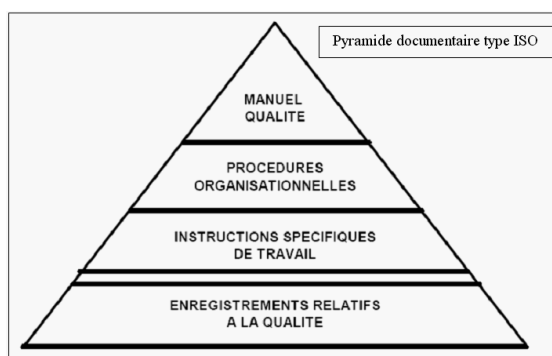 Pyramide documentaire type ISO
MANUEL
QUALITE
PROCEDURES
ORGANISATIONNELLES
INSTRUCTIONS SPECIFIQUES
DE TRAVAIL
ENREGISTREMENTS RELATIFS
A LA QUALITE